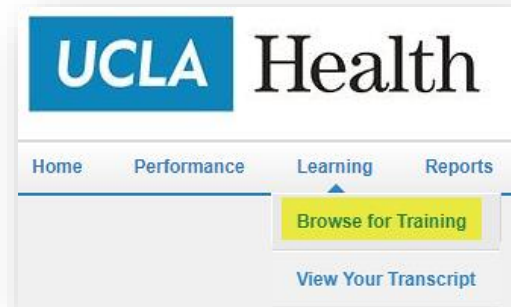 UCLA Health
Home Performance Learning Reports
Browse for Training
View Your Transcript